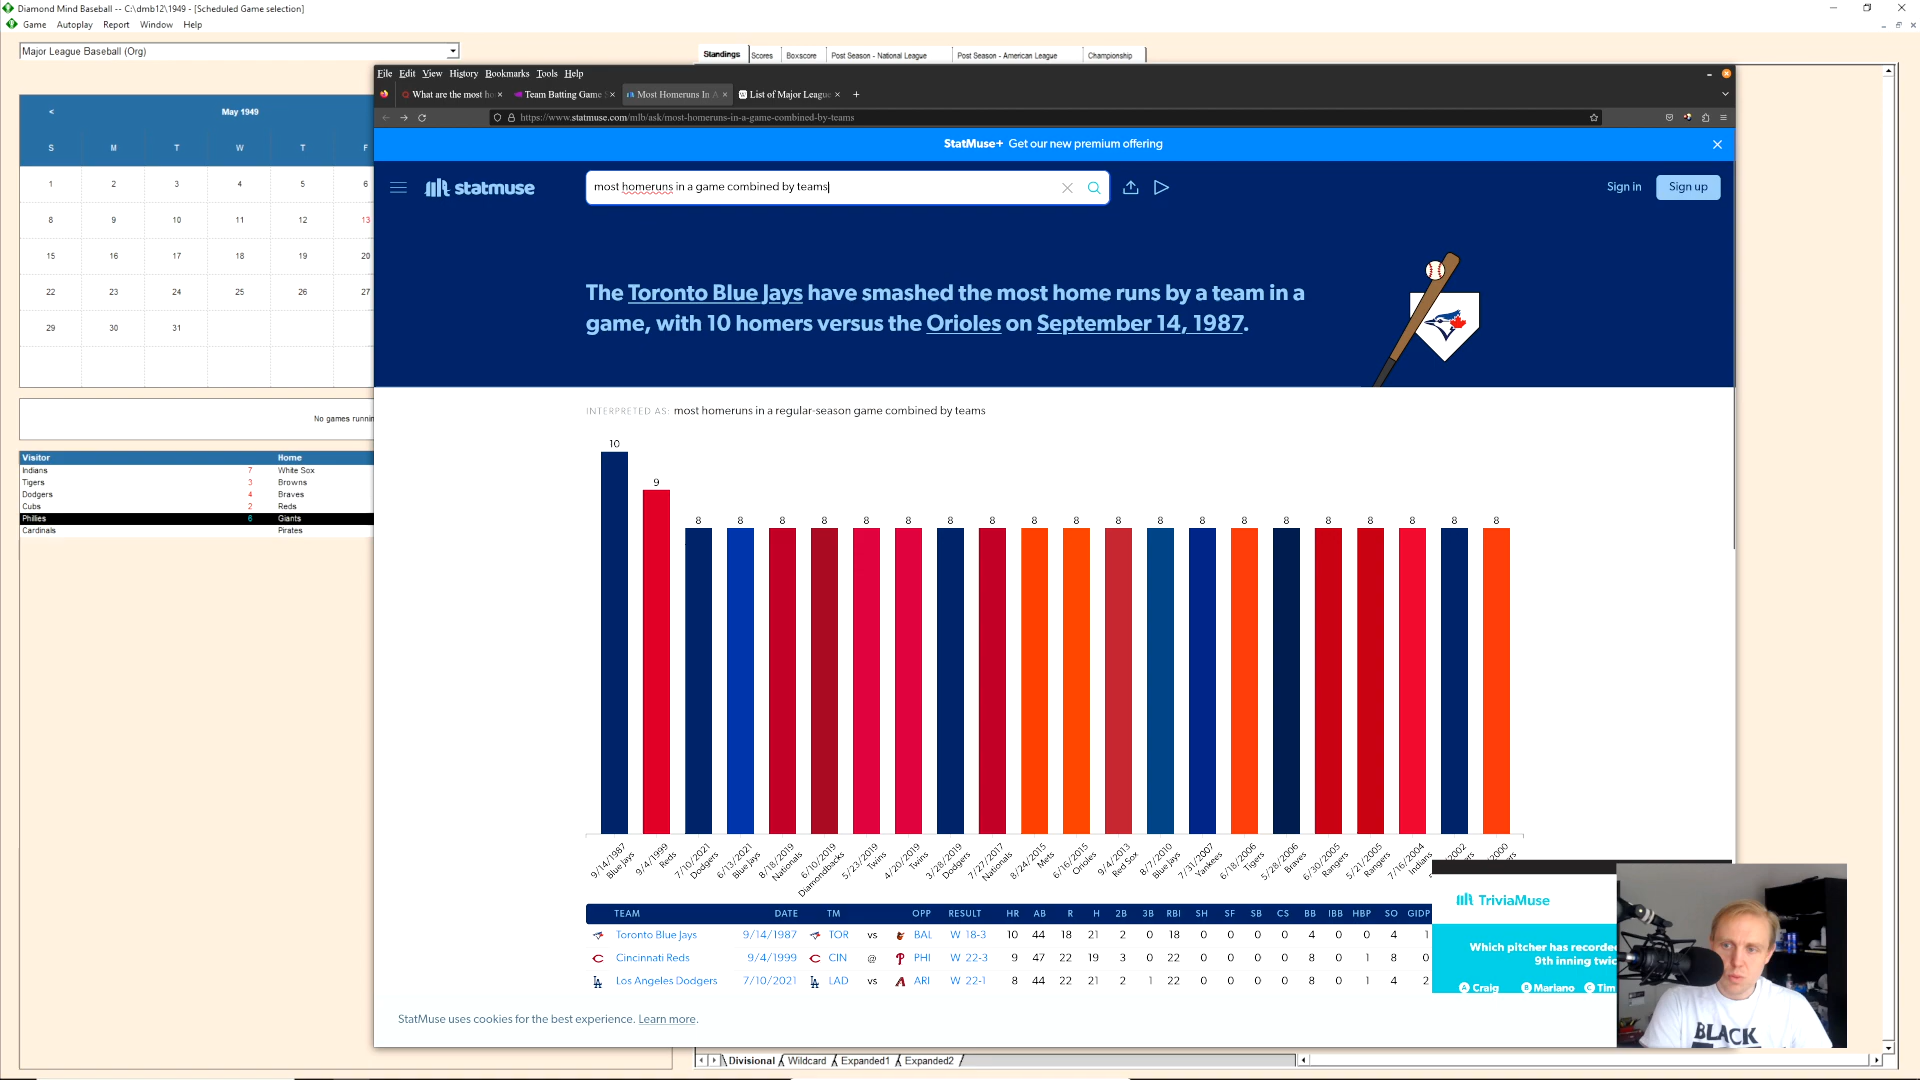 Diamond Mind Baseball -- C:\dmb12\1949 - [Scheduled Game selection]
Game Autoplay Report Window Help
Major League Baseball (Org)
Standings Scores Boxscore Post Season - National League Post Season - American League Championship
File Edit View History Bookmarks Tools Help
What are the most ho Team Batting Game Most Homeruns In List of Major League
https://www.statmuse.com/mlb/ask/most-homeruns-in-a-game-combined-by-teams
StatMuse+ Get our new premium offering
statmuse
most homeruns in a game combined by teams
Sign in Sign up
< May 1949
S M T W T F
1 2 3 4 5 6
8 9 10 11 12 13
15 16 17 18 19 20
22 23 24 25 26 27
29 30 31
The Toronto Blue Jays have smashed the most home runs by a team in a
game, with 10 homers versus the Orioles on September 14, 1987.
No games runnin
Visitor Home
Indians 7 White Sox
Tigers 3 Browns
Dodgers 4 Braves
Cubs 2 Reds
Phillies 6 Giants
Cardinals Pirates
INTERPRETED AS: most homeruns in a regular-season game combined by teams
10 9 8 8 8 8 8 8 8 8 8 8 8 8 8 8 8 8 8 8 8 8
9/14/1987 Blue Jays
9/4/1999 Reds
7/10/2021 Dodgers
6/13/2021 Blue Jays
8/18/2019 Nationals
6/10/2019 Diamondbacks
5/23/2019 Twins
4/20/2019 Twins
3/28/2019 Dodgers
7/27/2017 Nationals
8/24/2015 Mets
6/16/2015 Orioles
9/4/2013 Red Sox
8/7/2010 Blue Jays
7/31/2007 Yankees
6/18/2006 Tigers
5/28/2006 Braves
6/30/2005 Rangers
5/21/2005 Rangers
7/16/2004 Indians
/2002
/2000
TEAM DATE TM OPP RESULT HR AB R H 2B 3B RBI SH SF SB CS BB IBB HBP SO GIDP
Toronto Blue Jays 9/14/1987 TOR vs BAL W 18-3 10 44 18 21 2 0 18 0 0 0 0 4 0 0 4 1
Cincinnati Reds 9/4/1999 CIN @ PHI W 22-3 9 47 22 19 3 0 22 0 0 0 0 8 0 1 8 0
Los Angeles Dodgers 7/10/2021 LAD vs ARI W 22-1 8 44 22 21 2 1 22 0 0 0 0 8 0 1 4 2
TriviaMuse
Which pitcher has recorde
9th inning twic
A Craig B Mariano C Tim
BLACK
StatMuse uses cookies for the best experience. Learn more.
Divisional Wildcard Expanded1 Expanded2